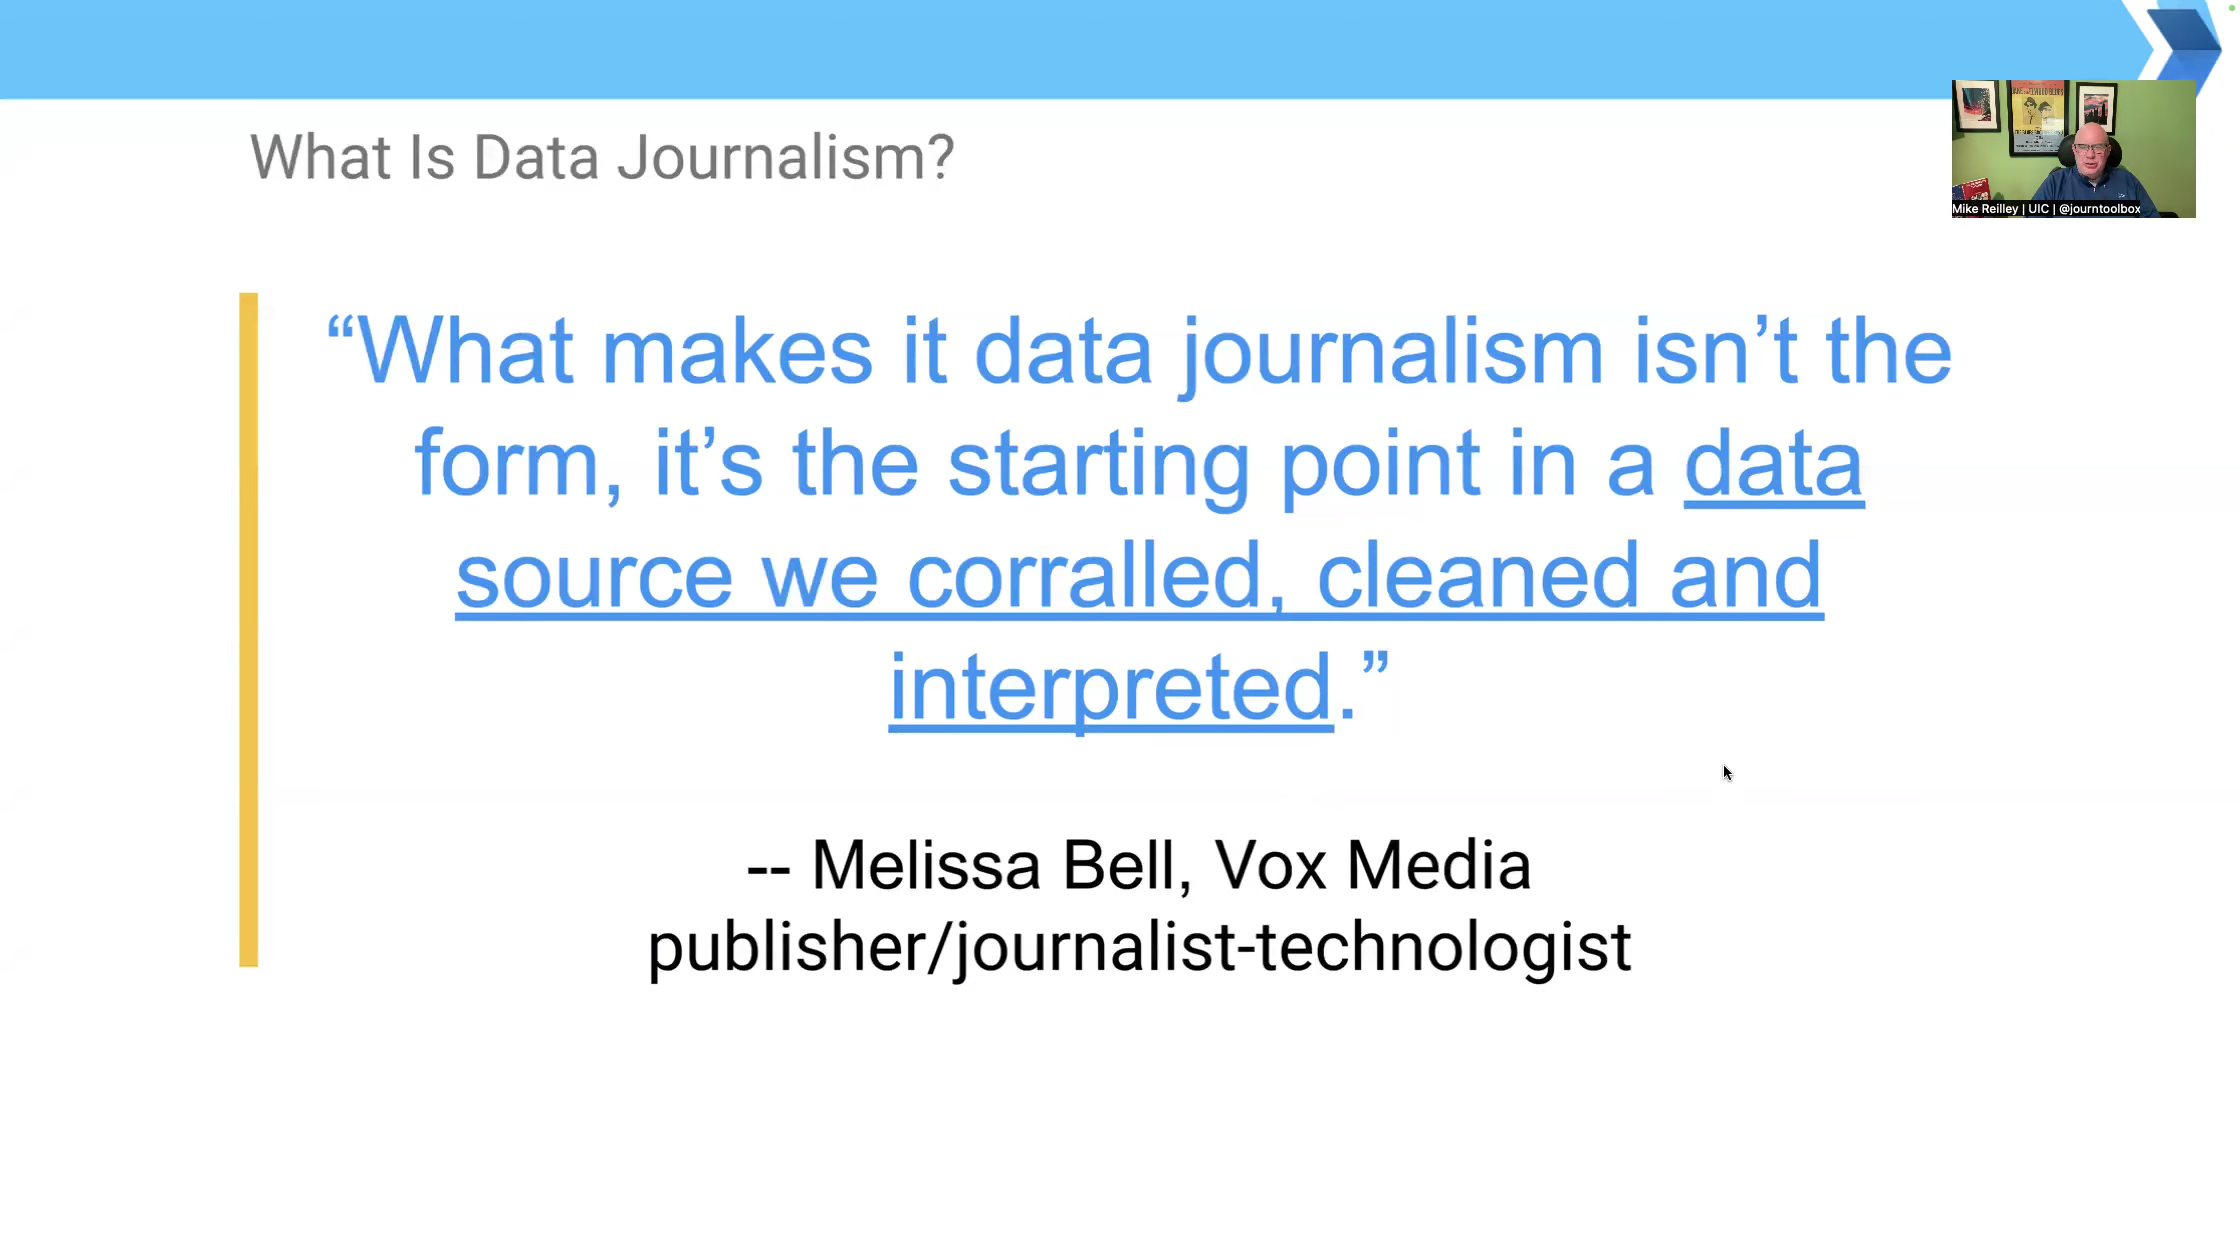 What Is Data Journalism?
Mike Reilley | UIC | @journtoolbox
“What makes it data journalism isn’t the
form, it’s the starting point in a data
source we corralled, cleaned and
interpreted.”
-- Melissa Bell, Vox Media
publisher/journalist-technologist